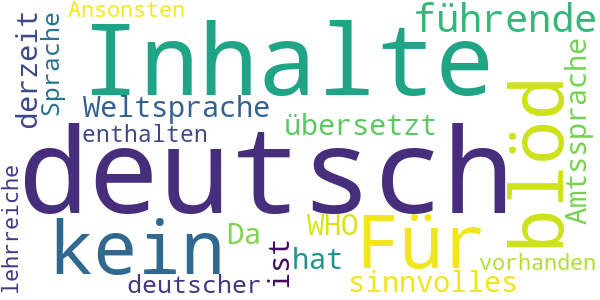 Ansonsten
führende
Inhalte
derzeit
Sprache
Weltsprache
enthalten
übersetzt
blöd
Amtssprache
deutsch
lehrreiche
kein
Da
WHO
Für
ist
hat
vorhanden
deutscher
sinnvolles